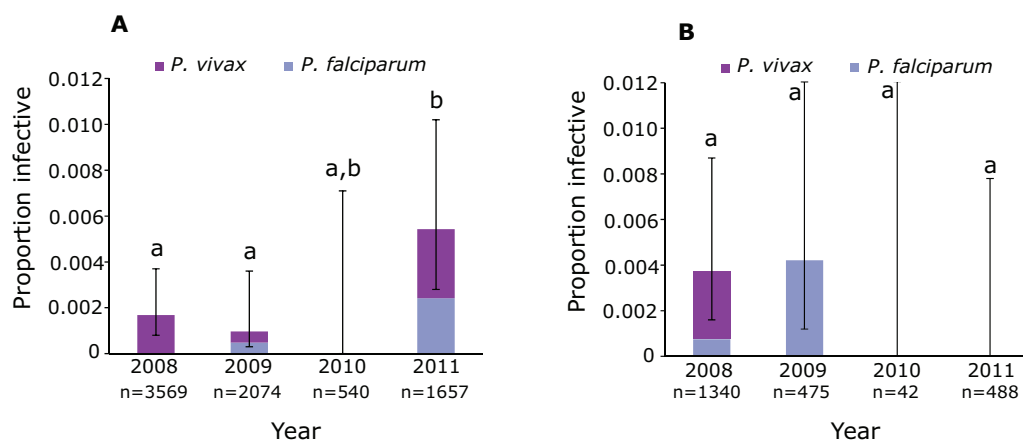 A
P. vivax P. falciparum
Proportion infective
0.012
0.010
0.008
0.006
0.004
0.002
0
a
a
a,b
b
2008 2009 2010 2011
n=3569 n=2074 n=540 n=1657
Year
B
P. vivax P. falciparum
Proportion infective
0.012
0.010
0.008
0.006
0.004
0.002
0
a
a
a
a
2008 2009 2010 2011
n=1340 n=475 n=42 n=488
Year